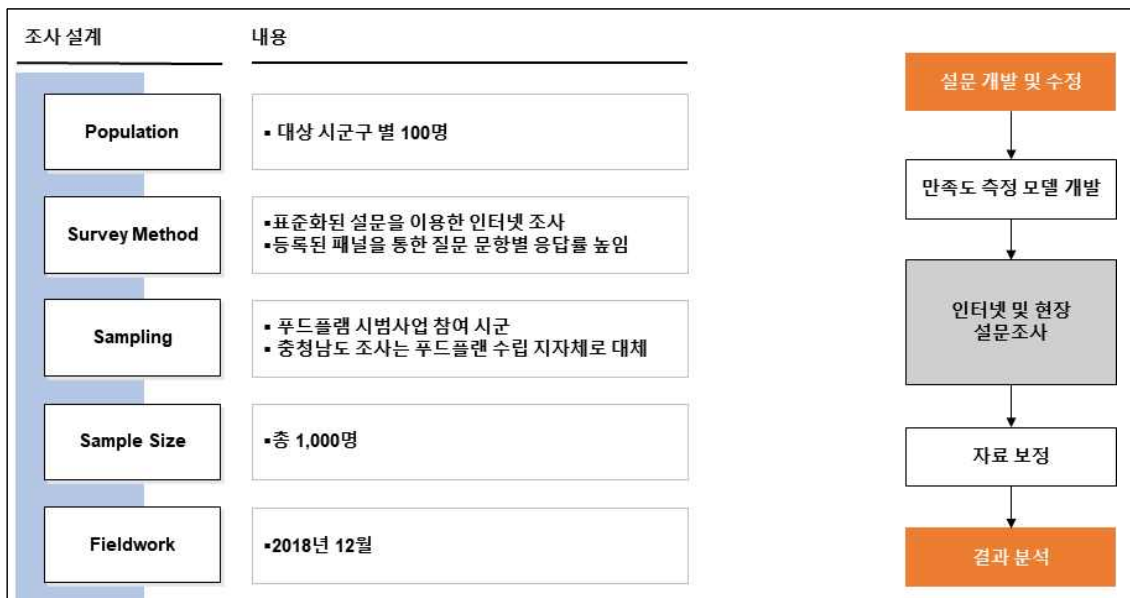 조사 설계
내용
Population
▪ 대상 시군구 별 100명
Survey Method
▪표준화된 설문을 이용한 인터넷 조사
▪등록된 패널을 통한 질문 문항별 응답률 높임
Sampling
▪ 푸드플램 시범사업 참여 시군
▪ 충청남도 조사는 푸드플랜 수립 지자체로 대체
Sample Size
▪총 1,000명
Fieldwork
▪2018년 12월
설문 개발 및 수정
만족도 측정 모델 개발
인터넷 및 현장
설문조사
자료 보정
결과 분석